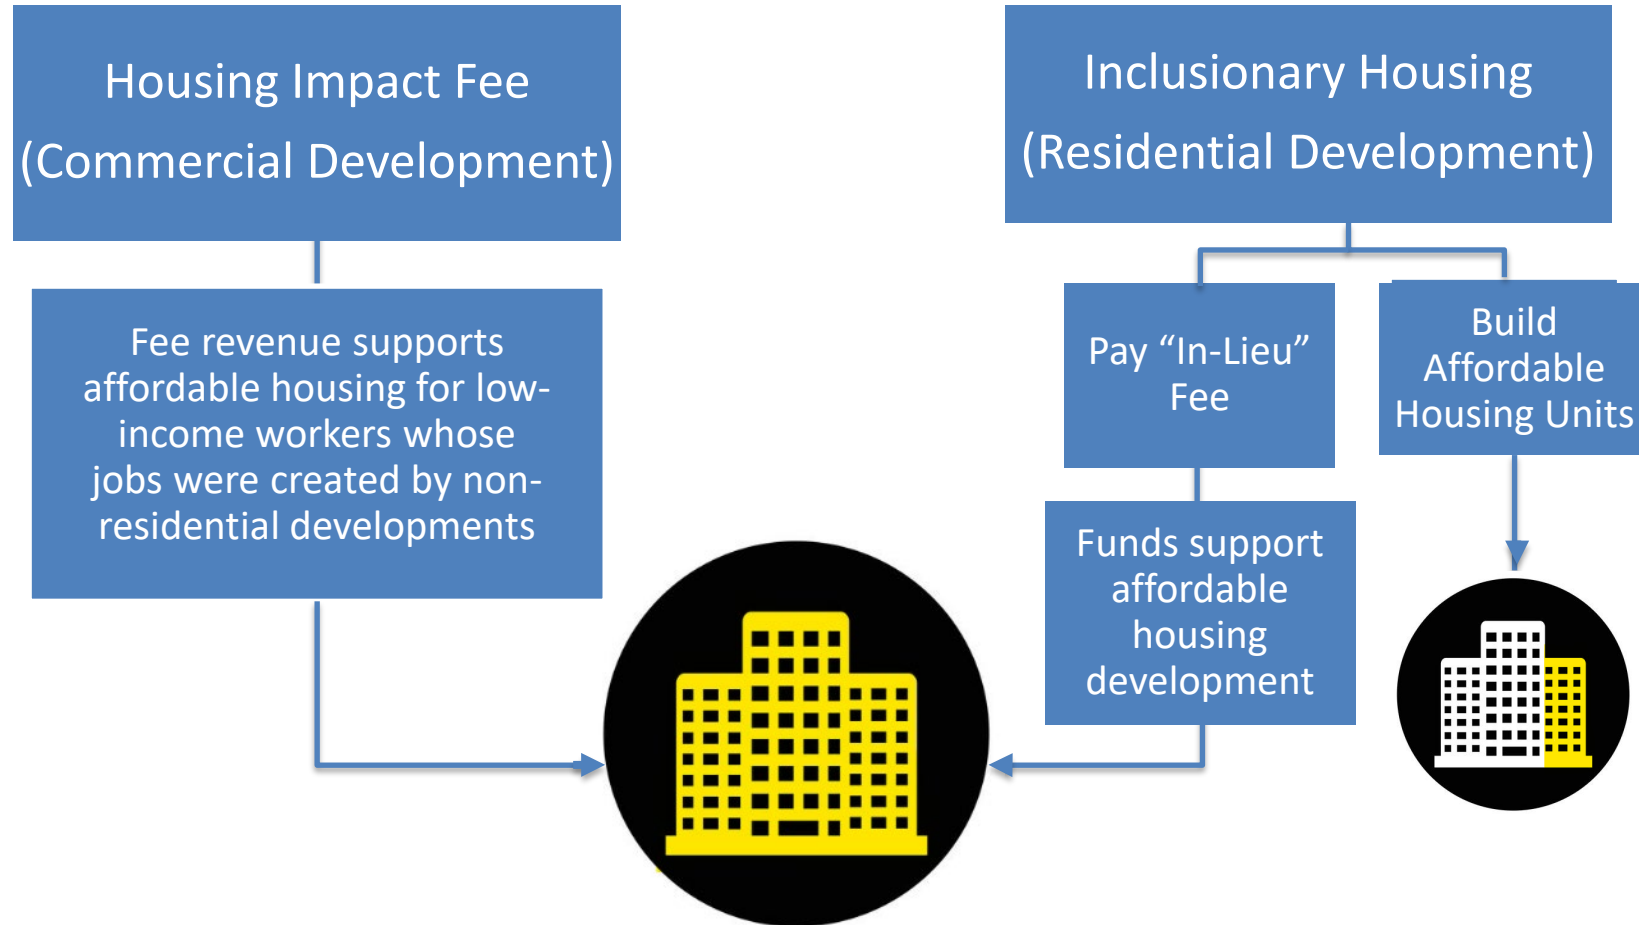 Housing Impact Fee
(Commercial Development)
Fee revenue supports
affordable housing for low-
income workers whose
jobs were created by non-
residential developments
Inclusionary Housing
(Residential Development)
Pay “In-Lieu”
Fee
Funds support
affordable
housing
development
Build
Affordable
Housing Units